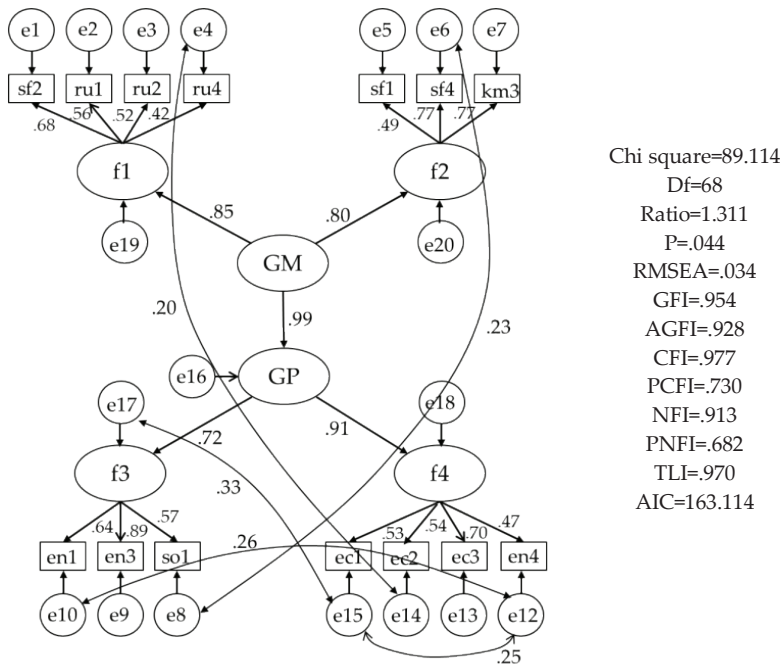 e1 e2 e3 e4 e5 e6 e7
sf2 ru1 ru2 ru4 sf1 sf4 km3
.68 .56 .52 .42 .49 .77 .77
f1 f2
.85 .80
e19 e20
GM
.20 .99 .23
e16 GP
e17 e18
.72 .91
f3 f4
.33
.64 .89 .57 .53 .54 .70 .47
.26
en1 en3 so1 ec1 ec2 ec3 en4
e10 e9 e8 e15 e14 e13 e12
.25
Chi square=89.114
Df=68
Ratio=1.311
P=.044
RMSEA=.034
GFI=.954
AGFI=.928
CFI=.977
PCFI=.730
NFI=.913
PNFI=.682
TLI=.970
AIC=163.114